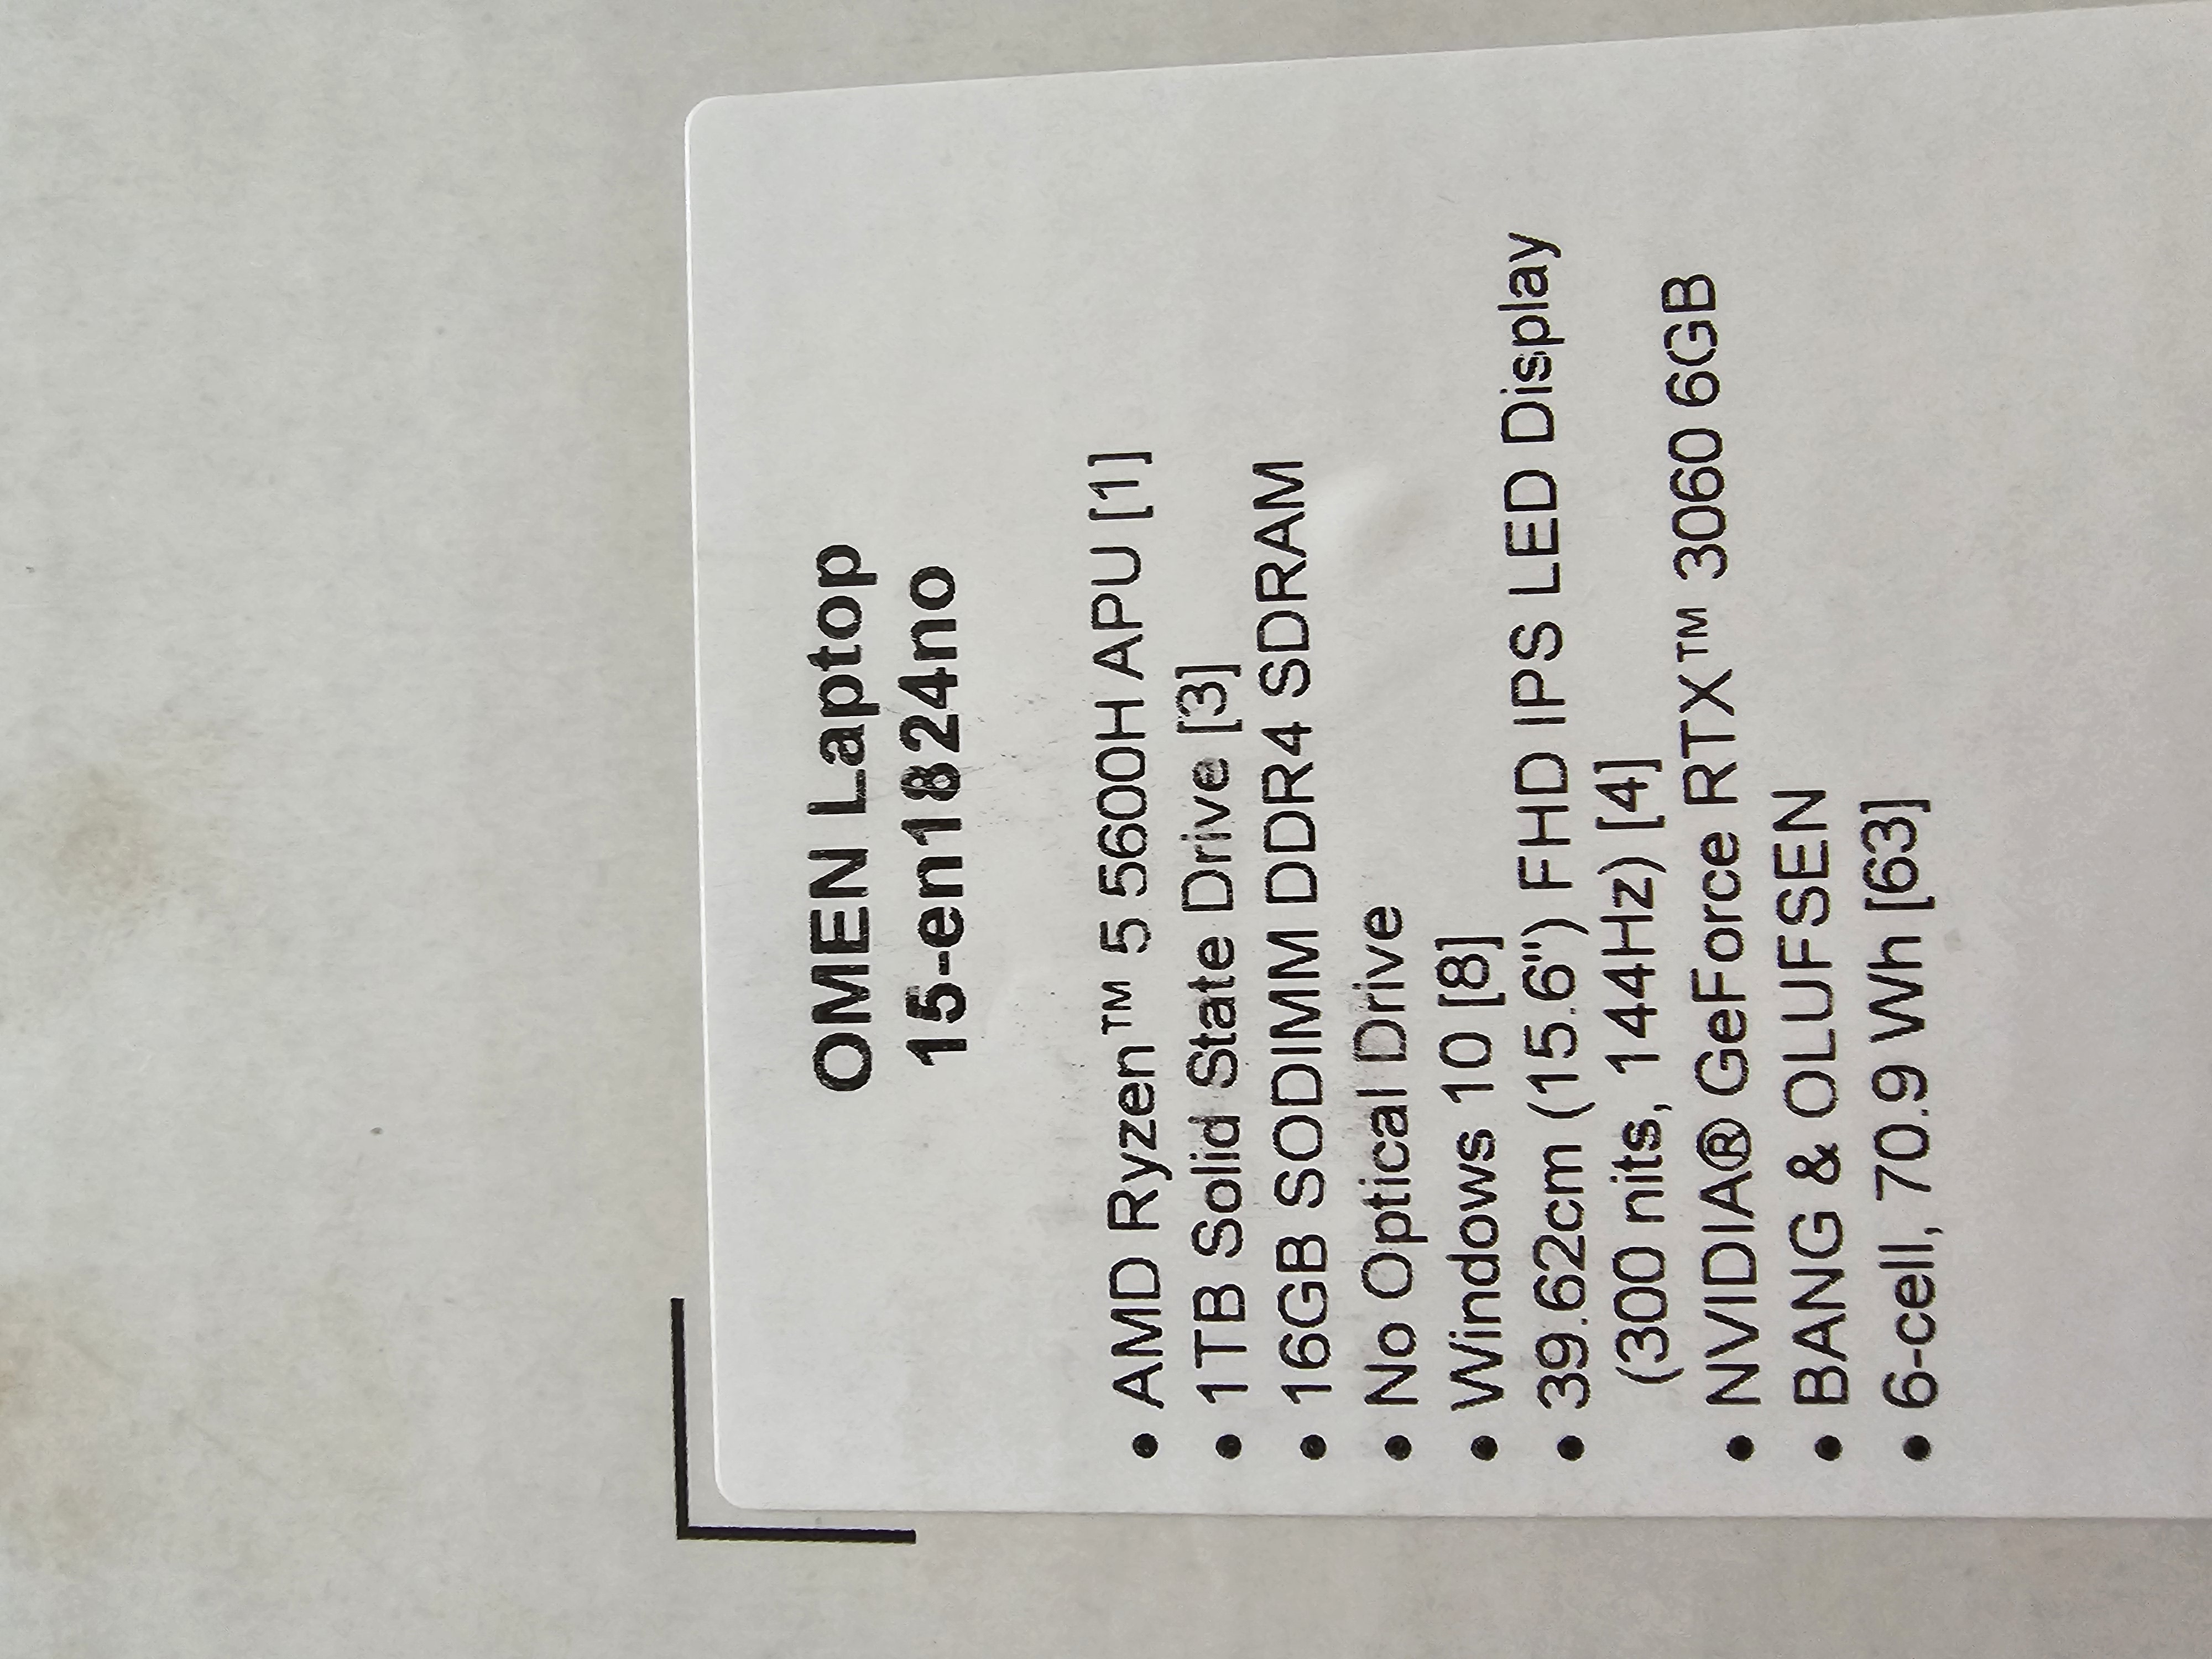 OMEN Laptop
15-en1824no
• AMD Ryzen™ 5 5600H APU [1]
• 1TB Solid State Drive [3]
• 16GB SODIMM DDR4 SDRAM
• No Optical Drive
• Windows 10 [8]
• 39.62cm (15.6") FHD IPS LED Display
(300 nits, 144Hz) [4]
• NVIDIA® GeForce RTX™ 3060 6GB
• BANG & OLUFSEN
• 6-cell, 70.9 Wh [63]